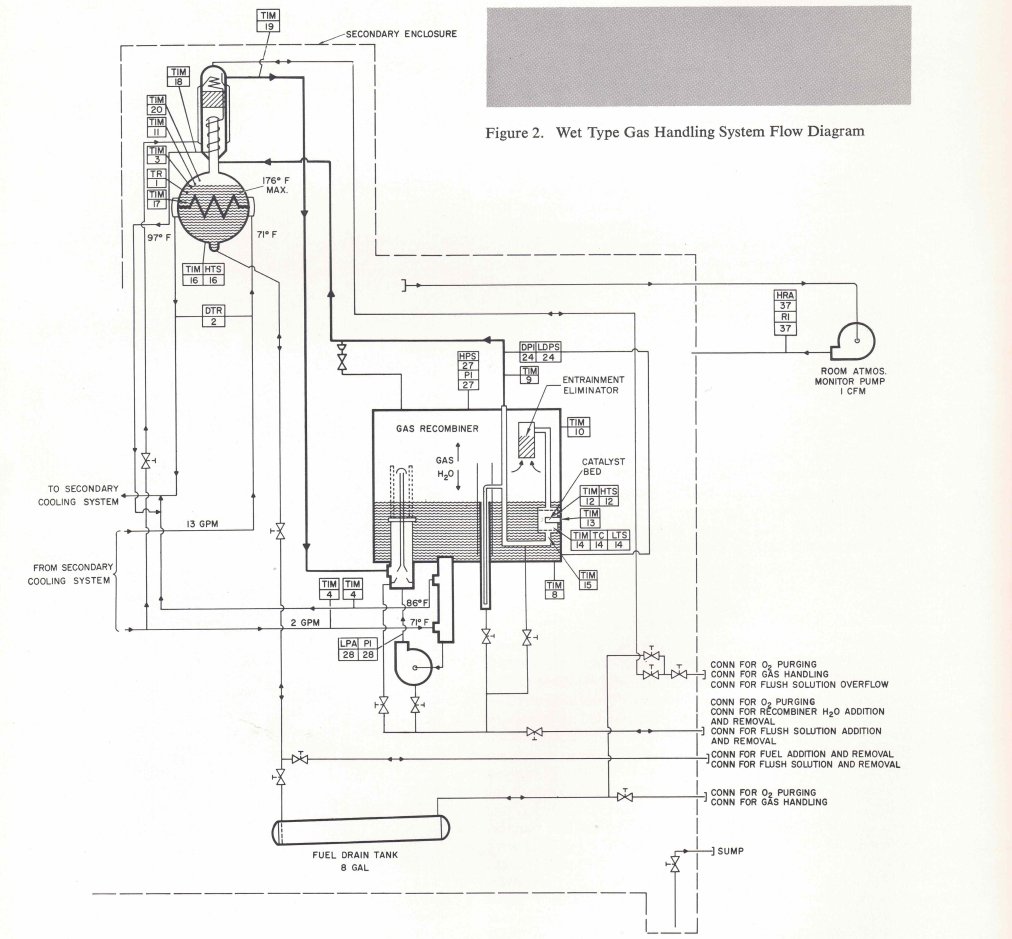 TIM
19
SECONDARY ENCLOSURE
TIM
18
TIM
20
TIM
11
TIM
3
TR
1
TIM
17
176° F
MAX.
97° F
71° F
TIM HTS
16 16
DTR
2
Figure 2. Wet Type Gas Handling System Flow Diagram
HRA
37
RI
37
ROOM ATMOS.
MONITOR PUMP
1 CFM
HPS
27
PI
27
DPI LDPS
24 24
TIM
9
ENTRAINMENT
ELIMINATOR
TIM
10
GAS RECOMBINER
GAS
H2O
CATALYST
BED
TIM HTS
12 12
TIM
13
TIM TC LTS
14 14 14
TIM
15
TIM
8
TO SECONDARY
COOLING SYSTEM
13 GPM
FROM SECONDARY
COOLING SYSTEM
TIM TIM
4 4
86° F
2 GPM
71° F
LPA PI
28 28
CONN FOR O2 PURGING
CONN FOR GAS HANDLING
CONN FOR FLUSH SOLUTION OVERFLOW
CONN FOR O2 PURGING
CONN FOR RECOMBINER H2O ADDITION
AND REMOVAL
CONN FOR FLUSH SOLUTION ADDITION
AND REMOVAL
CONN FOR FUEL ADDITION AND REMOVAL
CONN FOR FLUSH SOLUTION AND REMOVAL
CONN FOR O2 PURGING
CONN FOR GAS HANDLING
FUEL DRAIN TANK
8 GAL
SUMP